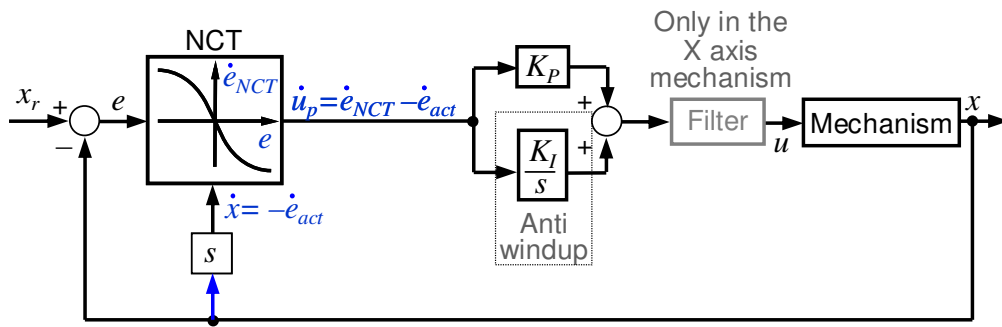 NCT
ė_NCT
e
x_r
+
−
e
u̇_p=ė_NCT−ė_act
ẋ= −ė_act
s
K_P
K_I
s
+
+
Anti
windup
Only in the
X axis
mechanism
Filter
u
Mechanism
x